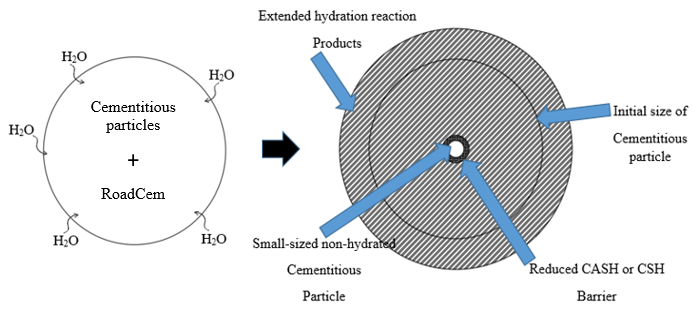 H2O
H2O
H2O
H2O
H2O
Cementitious
particles
+
RoadCem
Extended hydration reaction
Products
Initial size of
Cementitious
particle
Small-sized non-hydrated
Cementitious
Particle
Reduced CASH or CSH
Barrier